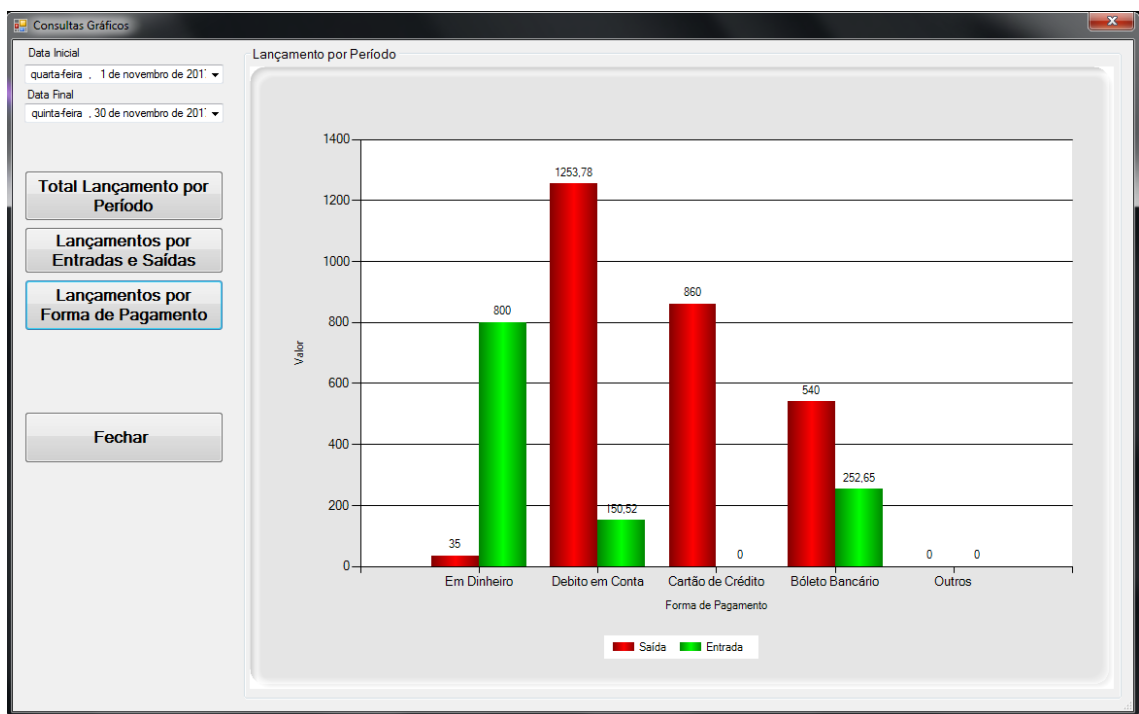 Consultas Gráficos
Data Inicial
quarta-feira , 1 de novembro de 201
Data Final
quinta-feira , 30 de novembro de 201
Total Lançamento por
Período
Lançamentos por
Entradas e Saídas
Lançamentos por
Forma de Pagamento
Fechar
Lançamento por Período
1400
1200
1000
800
600
400
200
0
Valor
35
800
1253,78
150,52
860
0
540
252,65
0
0
Em Dinheiro
Debito em Conta
Cartão de Crédito
Bóleto Bancário
Outros
Forma de Pagamento
Saída
Entrada